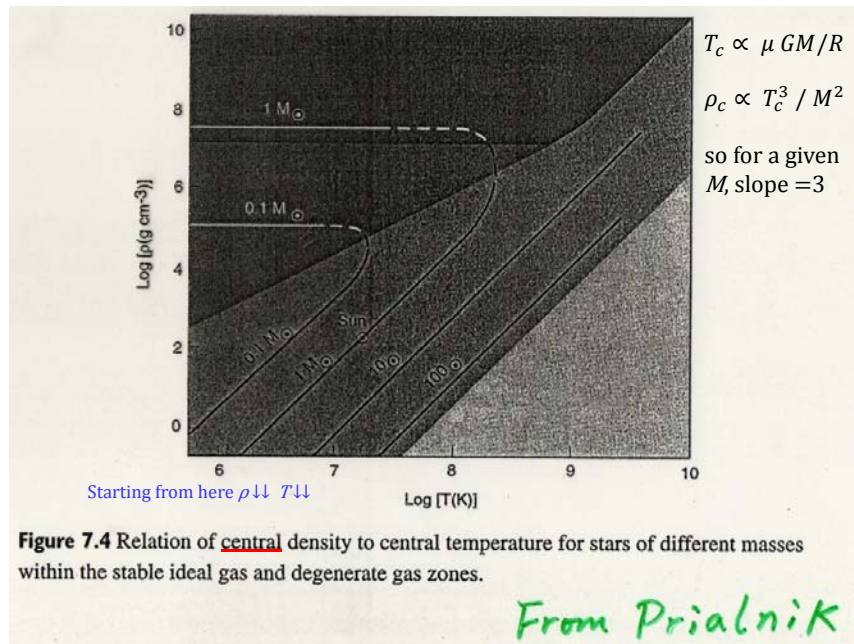 10
8
6
4
2
0
Log [ρ(g cm-3)]
1 M⊙
0.1 M⊙
Sun
0.1 M⊙
1 M⊙
10⊙
100⊙
6 7 8 9 10
Log [T(K)]
T_c ∝ μ GM/R
ρ_c ∝ T_c^3 / M^2
so for a given
M, slope =3
Starting from here ρ↓↓ T↓↓
Figure 7.4 Relation of central density to central temperature for stars of different masses
within the stable ideal gas and degenerate gas zones.
From Prialnik